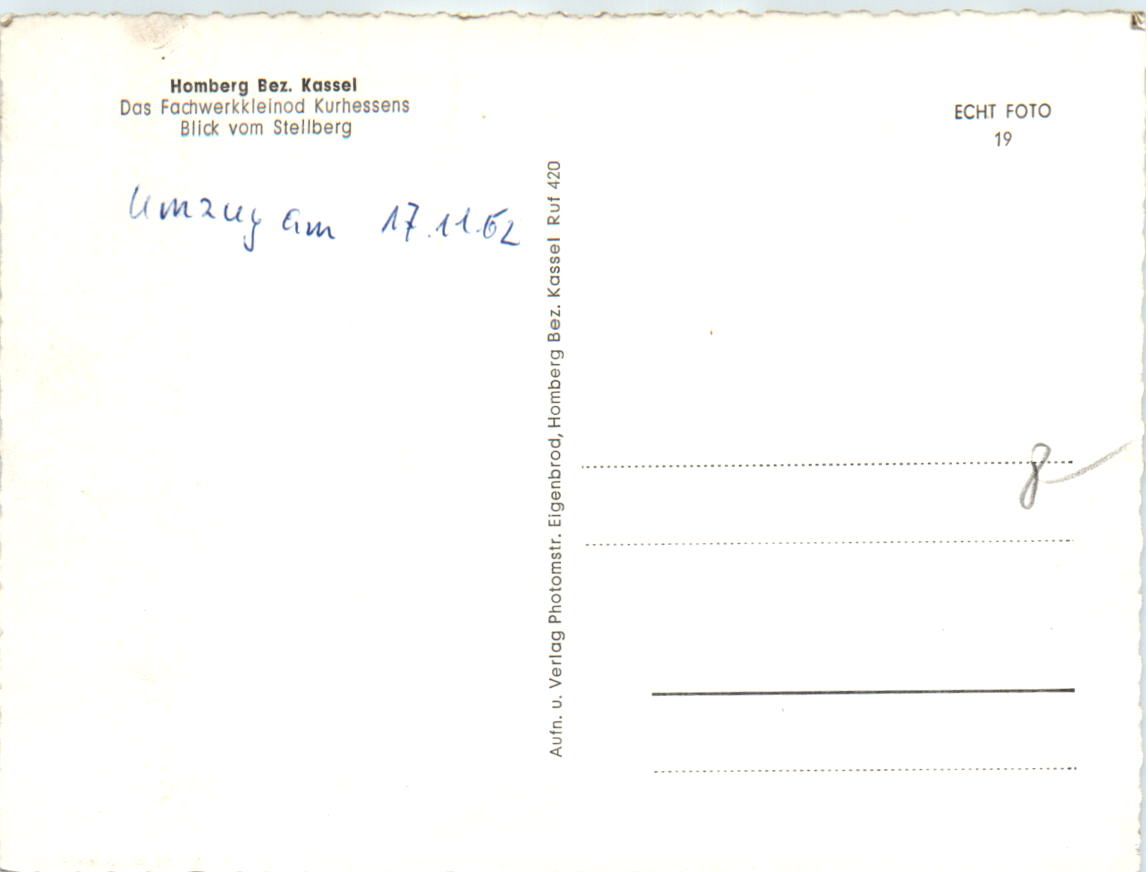 Homberg Bez. Kassel
Das Fachwerkkleinod Kurhessens
Blick vom Stellberg
Umzug am 17.11.62
Aufn. u. Verlag Photomstr. Eigenbrod, Homberg Bez. Kassel Ruf 420
ECHT FOTO
19
8